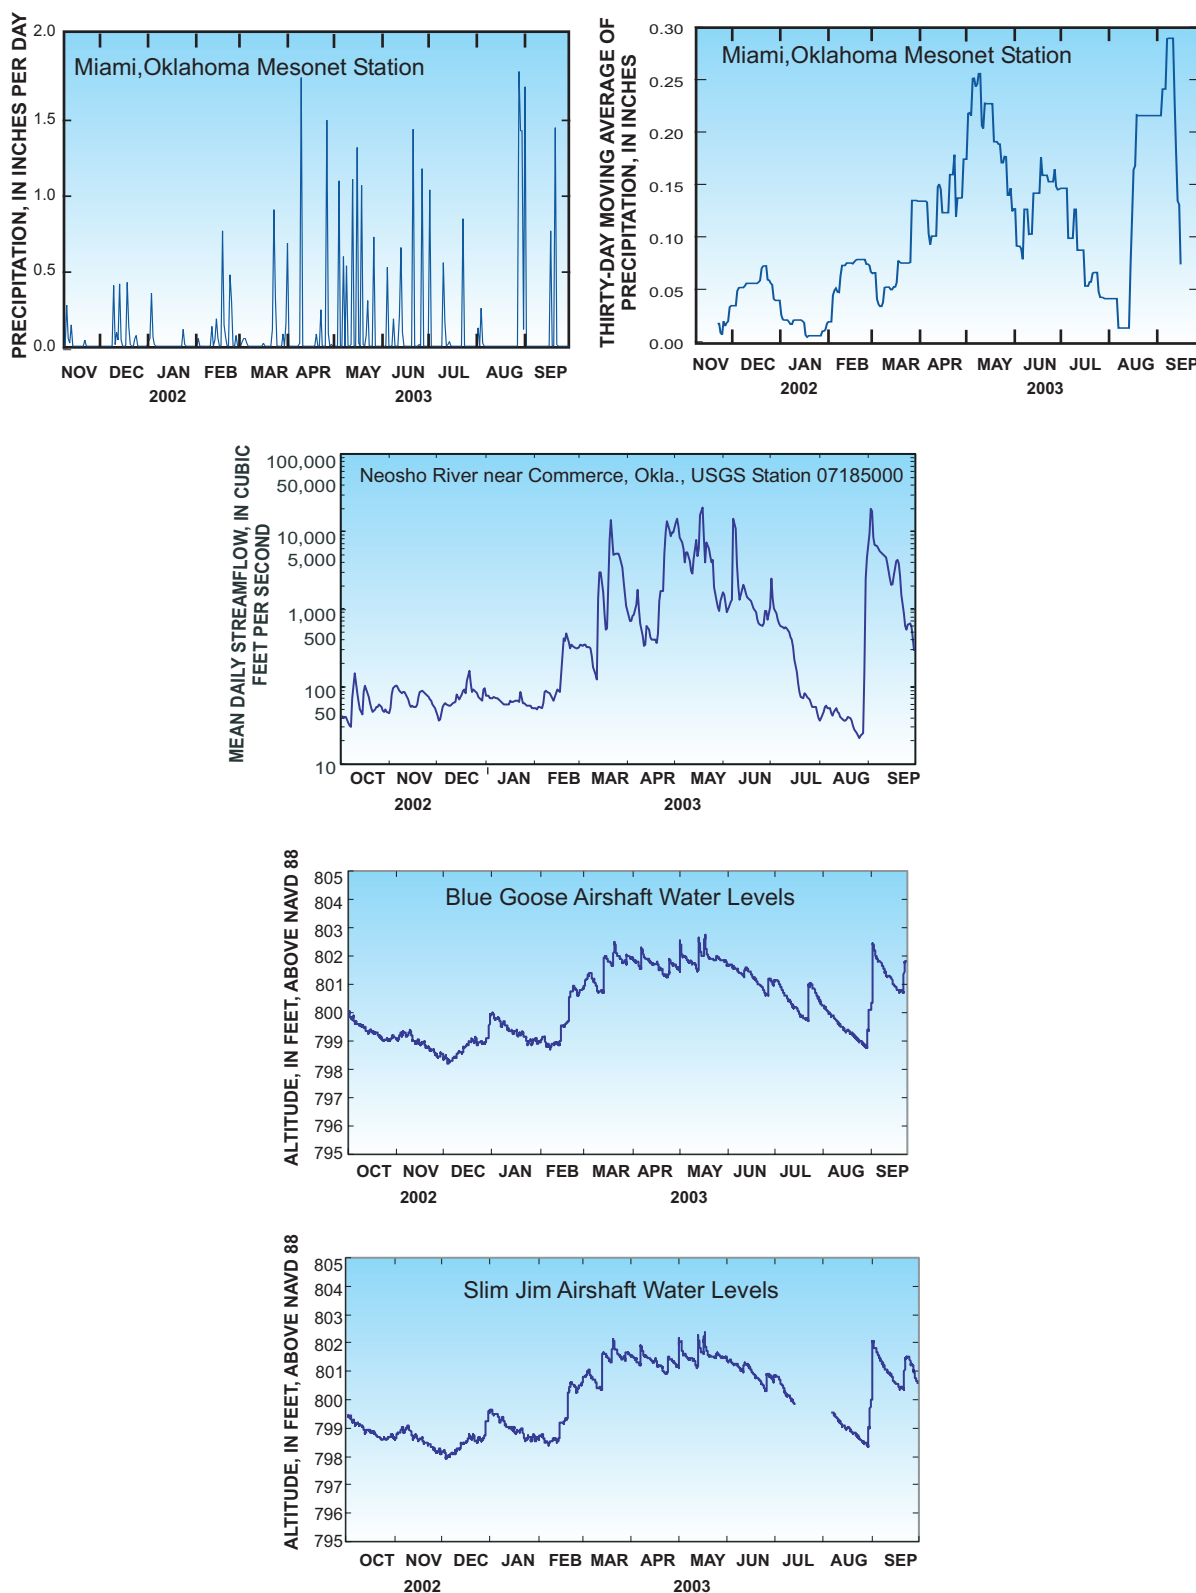 PRECIPITATION, IN INCHES PER DAY
2.0
1.5
1.0
0.5
0.0
Miami,Oklahoma Mesonet Station
NOV DEC JAN FEB MAR APR MAY JUN JUL AUG SEP
2002 2003
THIRTY-DAY MOVING AVERAGE OF
PRECIPITATION, IN INCHES
0.30
0.25
0.20
0.15
0.10
0.05
0.00
Miami,Oklahoma Mesonet Station
NOV DEC JAN FEB MAR APR MAY JUN JUL AUG SEP
2002 2003
MEAN DAILY STREAMFLOW, IN CUBIC
FEET PER SECOND
100,000
50,000
10,000
5,000
1,000
500
100
50
10
Neosho River near Commerce, Okla., USGS Station 07185000
OCT NOV DEC JAN FEB MAR APR MAY JUN JUL AUG SEP
2002 2003
ALTITUDE, IN FEET, ABOVE NAVD 88
805
804
803
802
801
800
799
798
797
796
795
Blue Goose Airshaft Water Levels
OCT NOV DEC JAN FEB MAR APR MAY JUN JUL AUG SEP
2002 2003
ALTITUDE, IN FEET, ABOVE NAVD 88
805
804
803
802
801
800
799
798
797
796
795
Slim Jim Airshaft Water Levels
OCT NOV DEC JAN FEB MAR APR MAY JUN JUL AUG SEP
2002 2003